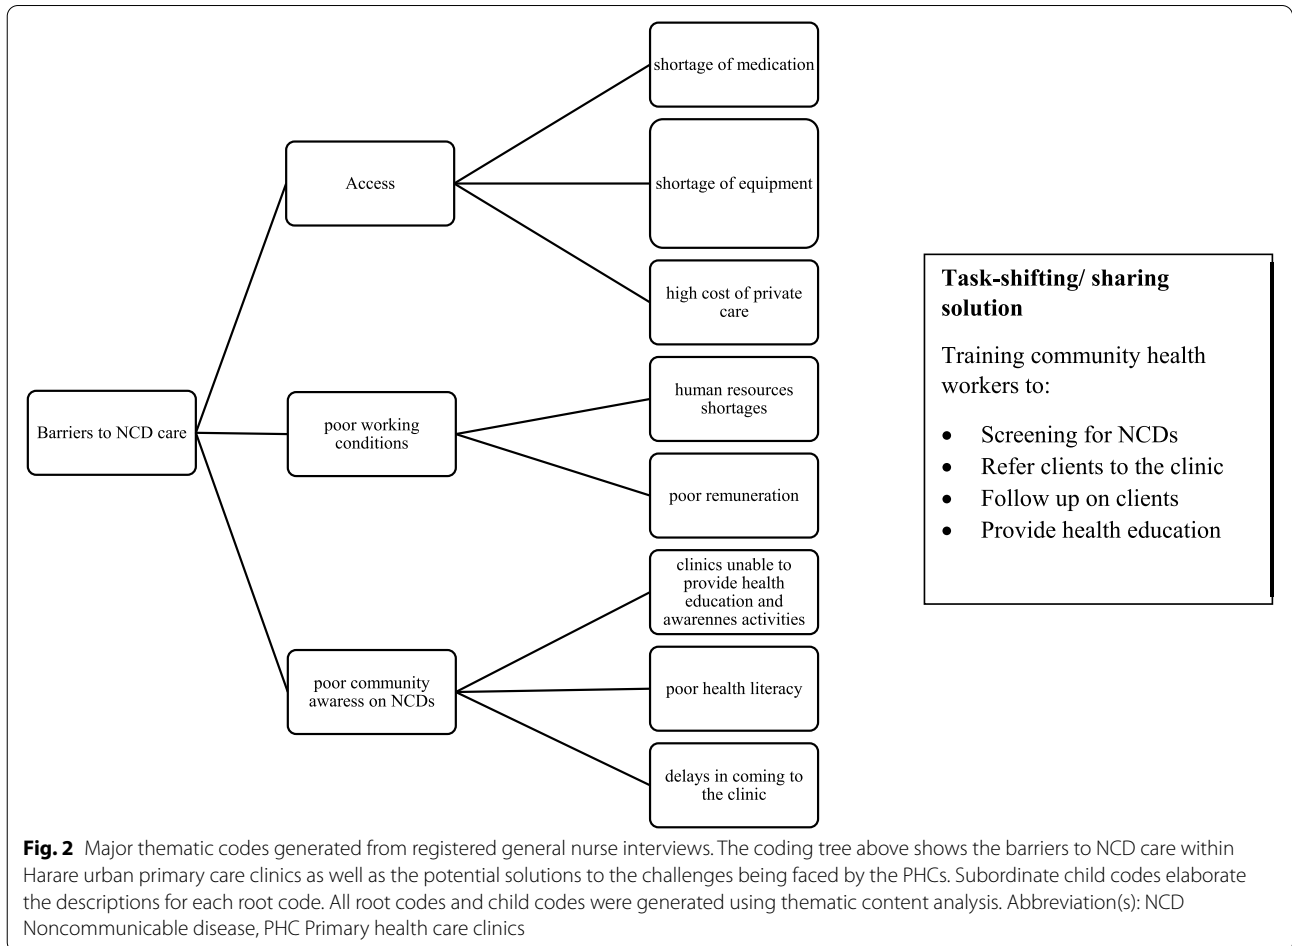 shortage of medication
Access
shortage of equipment
high cost of private
care
Barriers to NCD care
poor working
conditions
human resources
shortages
poor remuneration
poor community
awaress on NCDs
clinics unable to
provide health
education and
awarennes activities
poor health literacy
delays in coming to
the clinic
Task-shifting/ sharing
solution
Training community health
workers to:
• Screening for NCDs
• Refer clients to the clinic
• Follow up on clients
• Provide health education
Fig. 2 Major thematic codes generated from registered general nurse interviews. The coding tree above shows the barriers to NCD care within
Harare urban primary care clinics as well as the potential solutions to the challenges being faced by the PHCs. Subordinate child codes elaborate
the descriptions for each root code. All root codes and child codes were generated using thematic content analysis. Abbreviation(s): NCD
Noncommunicable disease, PHC Primary health care clinics